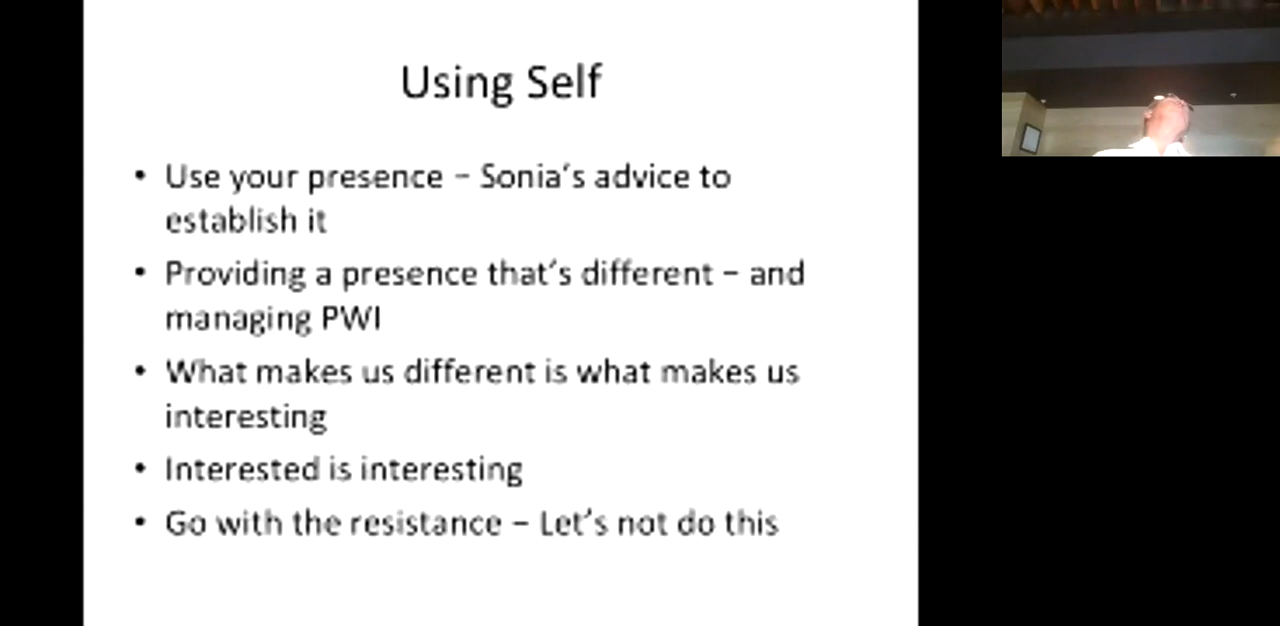 Using Self
• Use your presence – Sonia's advice to
establish it
• Providing a presence that's different – and
managing PWI
• What makes us different is what makes us
interesting
• Interested is interesting
• Go with the resistance – Let's not do this